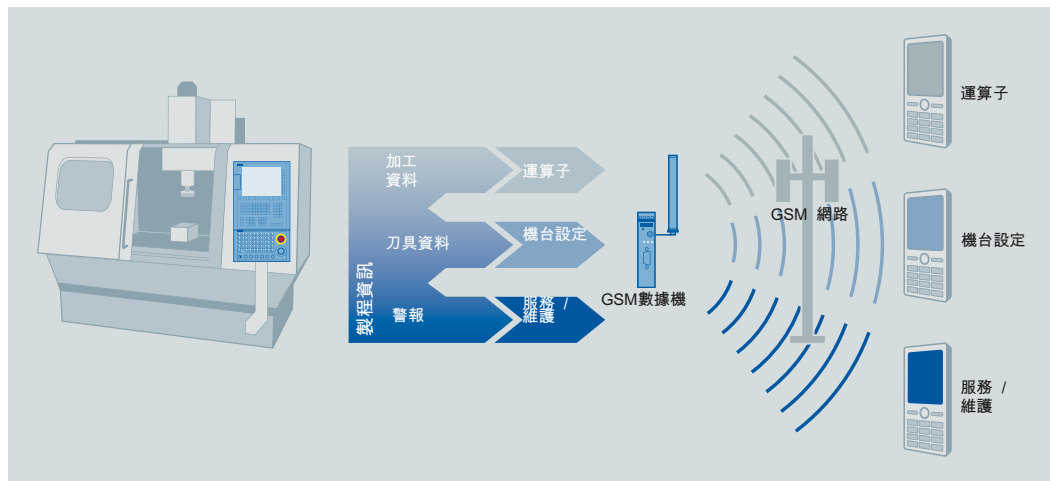 製程資訊
加工
資料
運算子
刀具資料
機台設定
警報
服務 /
維護
GSM數據機
GSM 網路
運算子
機台設定
服務 /
維護